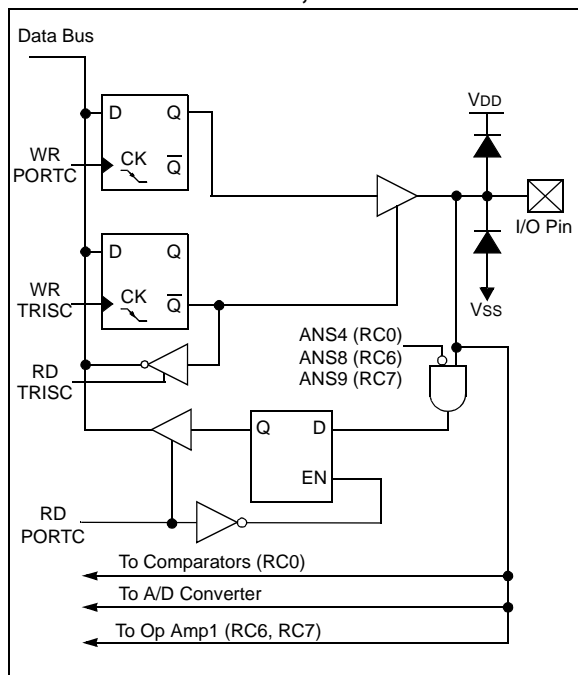 Data Bus
D Q
VDD
WR
PORTC
CK
Q
I/O Pin
D Q
WR
TRISC
CK
Q
VSS
ANS4 (RC0)
ANS8 (RC6)
ANS9 (RC7)
RD
TRISC
Q D
EN
RD
PORTC
To Comparators (RC0)
To A/D Converter
To Op Amp1 (RC6, RC7)